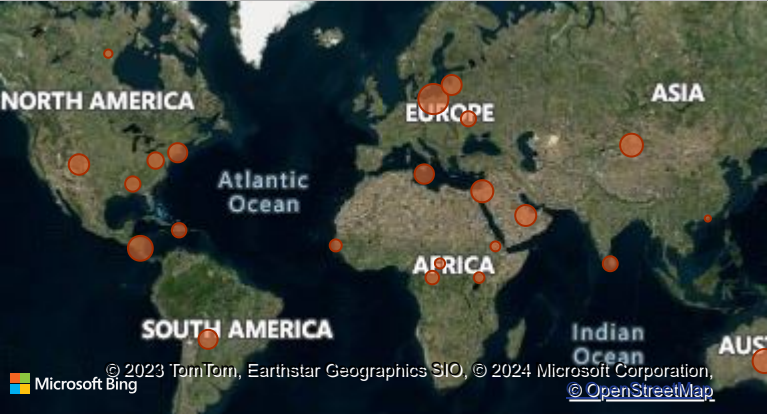 NORTH AMERICA
EUROPE
ASIA
Atlantic
Ocean
AFRICA
SOUTH AMERICA
Indian
Ocean
AUS
© 2023 TomTom, Earthstar Geographics SIO, © 2024 Microsoft Corporation,
Microsoft Bing
© OpenStreetMap